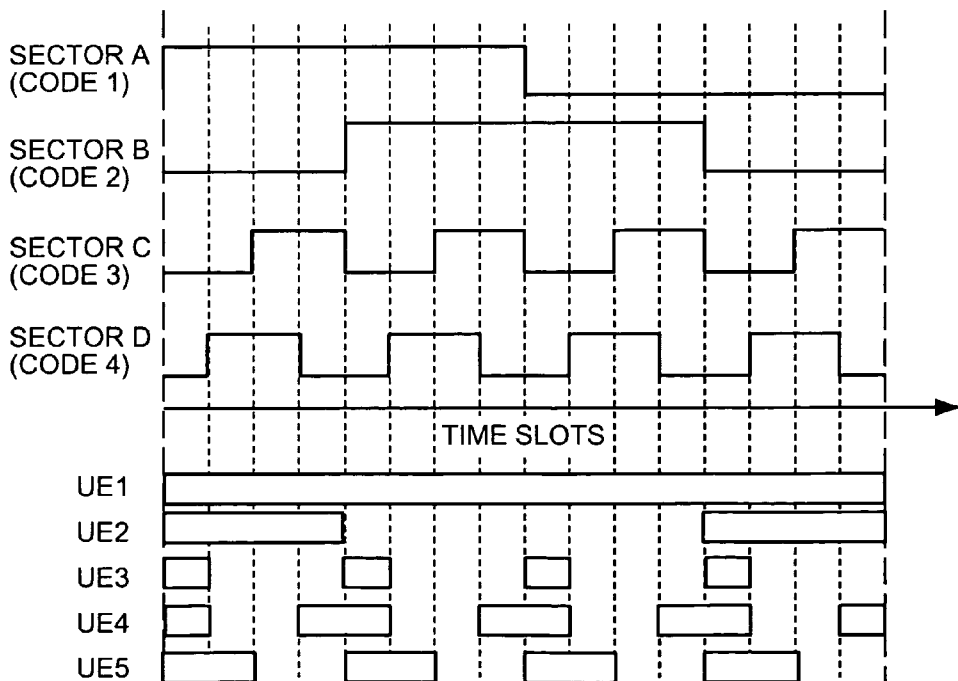 SECTOR A
(CODE 1)
SECTOR B
(CODE 2)
SECTOR C
(CODE 3)
SECTOR D
(CODE 4)
TIME SLOTS
UE1
UE2
UE3
UE4
UE5